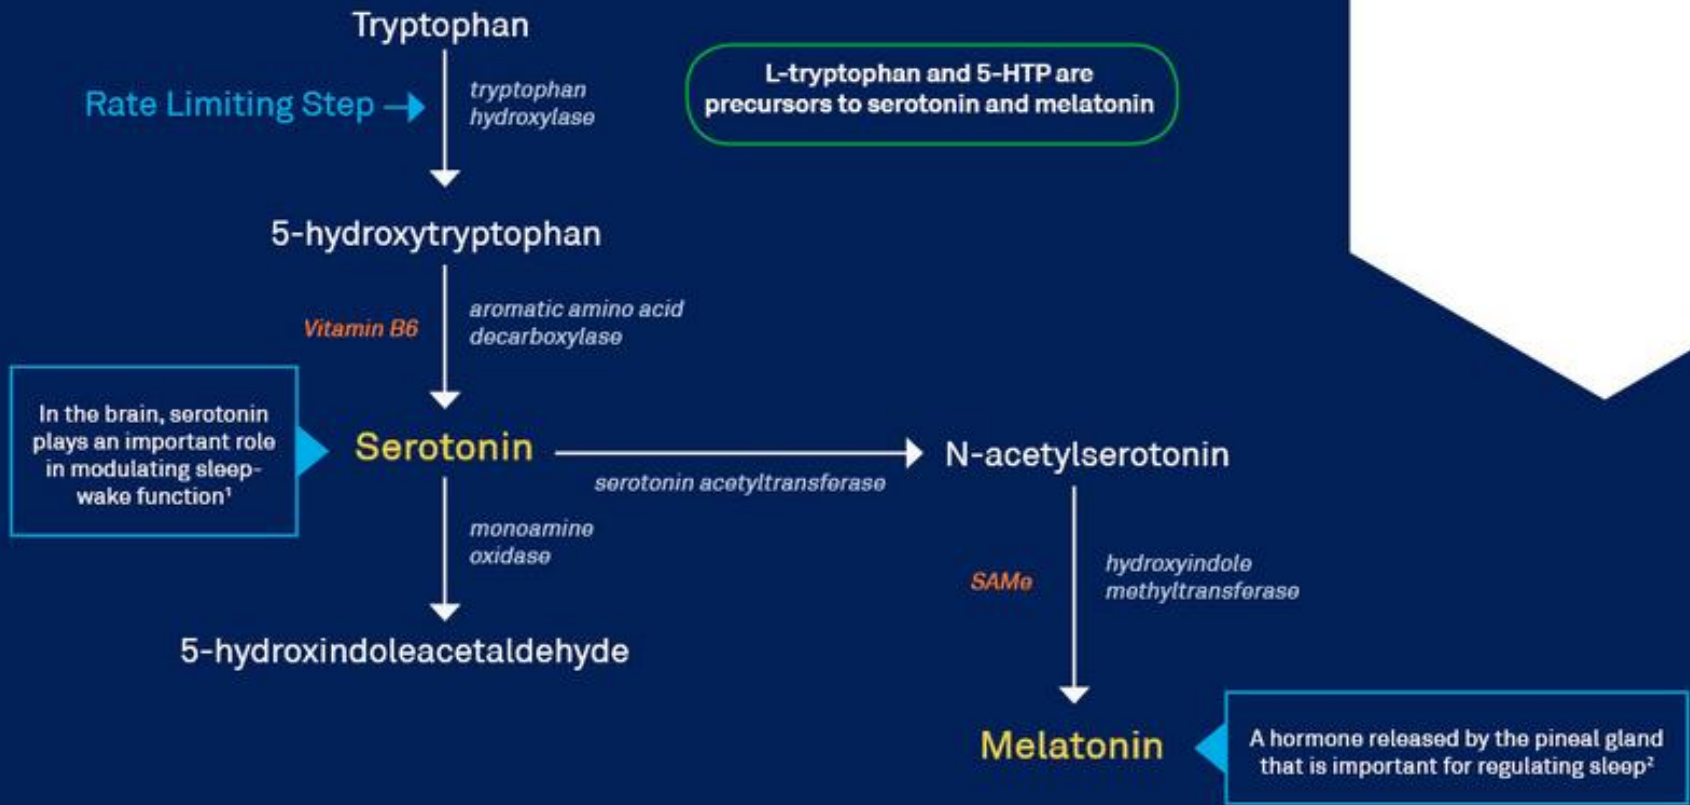 Tryptophan
Rate Limiting Step
tryptophan
hydroxylase
L-tryptophan and 5-HTP are
precursors to serotonin and melatonin
5-hydroxytryptophan
Vitamin B6
aromatic amino acid
decarboxylase
In the brain, serotonin
plays an important role
in modulating sleep-
wake function¹
Serotonin
serotonin acetyltransferase
N-acetylserotonin
monoamine
oxidase
SAMe
hydroxyindole
methyltransferase
5-hydroxindoleacetaldehyde
Melatonin
A hormone released by the pineal gland
that is important for regulating sleep²